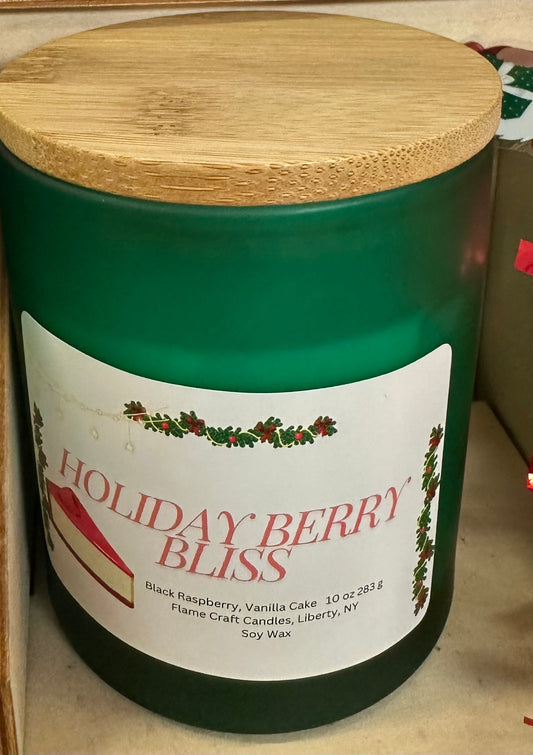 HOLIDAY BERRY
BLISS
Black Raspberry, Vanilla Cake 10 oz 283 g
Flame Craft Candles, Liberty, NY
Soy Wax